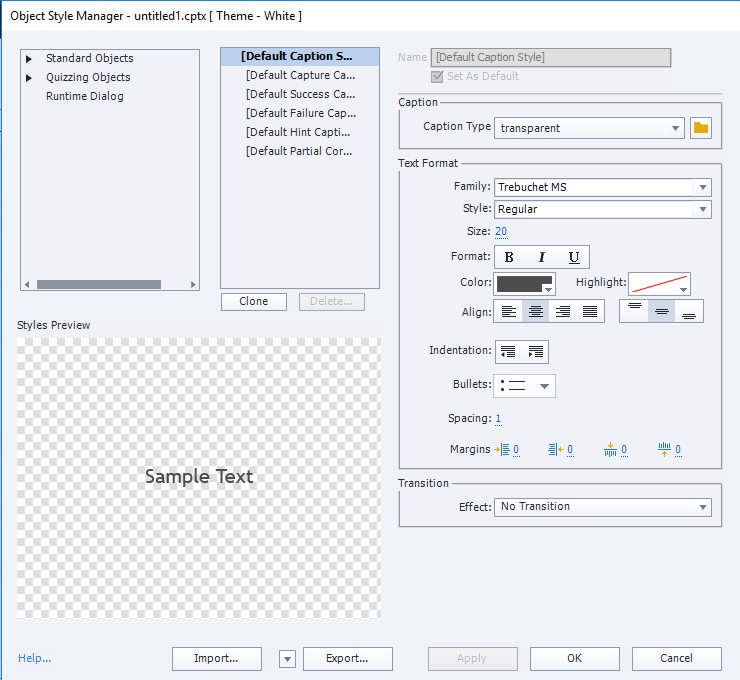 Object Style Manager - untitled1.cptx [ Theme - White ]
Standard Objects
Quizzing Objects
Runtime Dialog
[Default Caption S...
[Default Capture Ca...
[Default Success Ca...
[Default Failure Cap...
[Default Hint Capti...
[Default Partial Cor...
Clone
Delete...
Styles Preview
Sample Text
Name [Default Caption Style]
Set As Default
Caption
Caption Type transparent
Text Format
Family: Trebuchet MS
Style: Regular
Size: 20
Format: B I U
Color: Highlight:
Align:
Indentation:
Bullets:
Spacing: 1
Margins 0 0 0 0
Transition
Effect: No Transition
Help... Import... Export... Apply OK Cancel